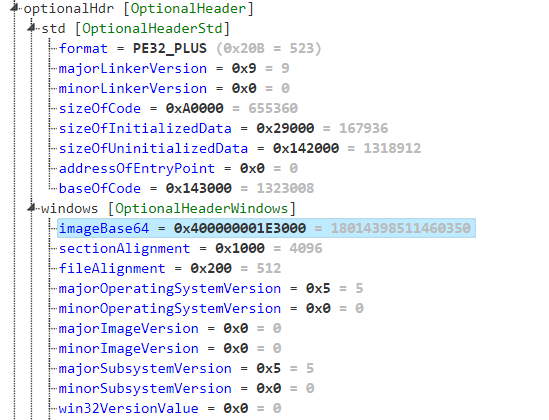 optionalHdr [OptionalHeader]
std [OptionalHeaderStd]
format = PE32_PLUS (0x20B = 523)
majorLinkerVersion = 0x9 = 9
minorLinkerVersion = 0x0 = 0
sizeOfCode = 0xA0000 = 655360
sizeOfInitializedData = 0x29000 = 167936
sizeOfUninitializedData = 0x142000 = 1318912
addressOfEntryPoint = 0x0 = 0
baseOfCode = 0x143000 = 1323008
windows [OptionalHeaderWindows]
imageBase64 = 0x400000001E3000 = 18014398511460350
sectionAlignment = 0x1000 = 4096
fileAlignment = 0x200 = 512
majorOperatingSystemVersion = 0x5 = 5
minorOperatingSystemVersion = 0x0 = 0
majorImageVersion = 0x0 = 0
minorImageVersion = 0x0 = 0
majorSubsystemVersion = 0x5 = 5
minorSubsystemVersion = 0x0 = 0
win32VersionValue = 0x0 = 0